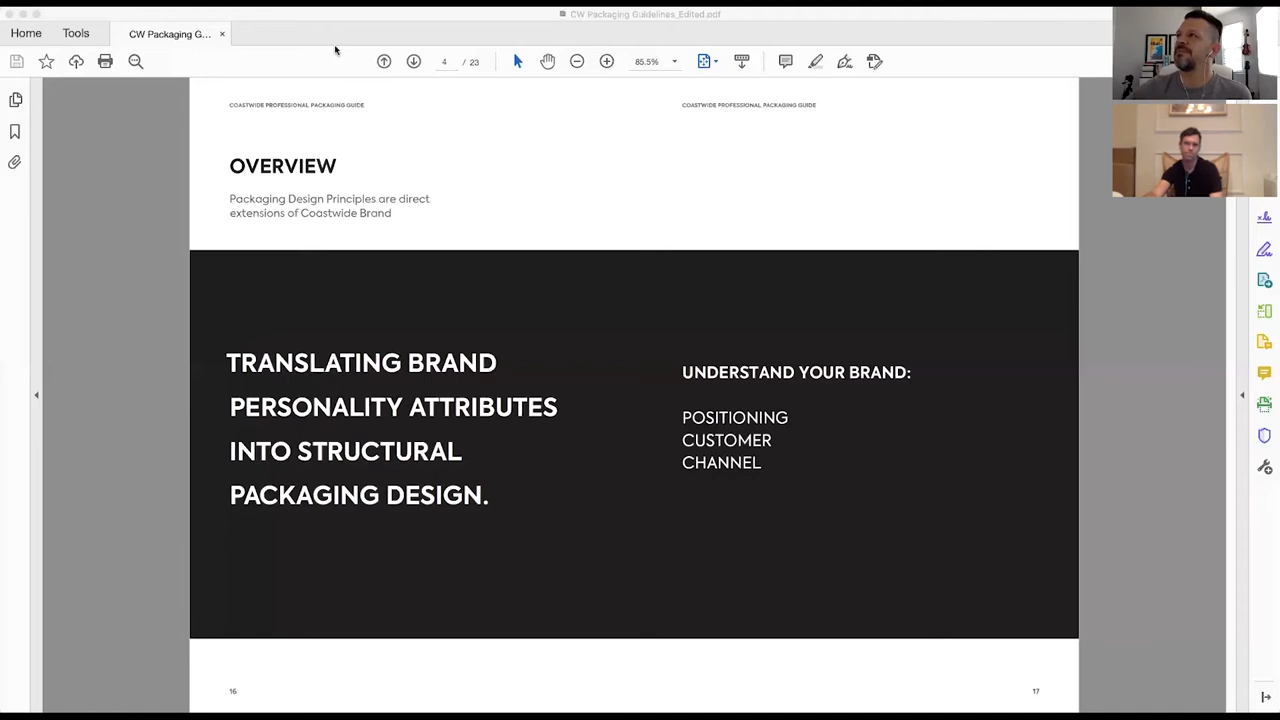 CW Packaging Guidelines_Edited.pdf
Home
Tools
CW Packaging G... ×
4 / 23
85.5%
COASTWIDE PROFESSIONAL PACKAGING GUIDE
COASTWIDE PROFESSIONAL PACKAGING GUIDE
OVERVIEW
Packaging Design Principles are direct
extensions of Coastwide Brand
TRANSLATING BRAND
PERSONALITY ATTRIBUTES
INTO STRUCTURAL
PACKAGING DESIGN.
UNDERSTAND YOUR BRAND:
POSITIONING
CUSTOMER
CHANNEL
16
17